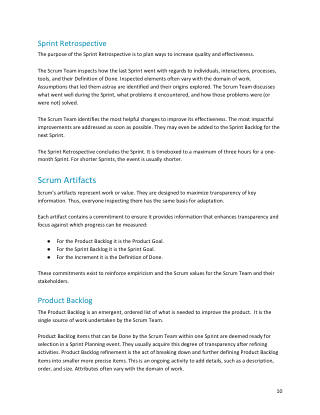 Sprint Retrospective
The purpose of the Sprint Retrospective is to plan ways to increase quality and effectiveness.
The Scrum Team inspects how the last Sprint went with regards to individuals, interactions, processes,
tools, and their Definition of Done. Inspected elements often vary with the domain of work.
Assumptions that led them astray are identified and their origins explored. The Scrum Team discusses
what went well during the Sprint, what problems it encountered, and how those problems were (or
were not) solved.
The Scrum Team identifies the most helpful changes to improve its effectiveness. The most impactful
improvements are addressed as soon as possible. They may even be added to the Sprint Backlog for the
next Sprint.
The Sprint Retrospective concludes the Sprint. It is timeboxed to a maximum of three hours for a one-
month Sprint. For shorter Sprints, the event is usually shorter.
Scrum Artifacts
Scrum's artifacts represent work or value. They are designed to maximize transparency of key
information. Thus, everyone inspecting them has the same basis for adaptation.
Each artifact contains a commitment to ensure it provides information that enhances transparency and
focus against which progress can be measured:
● For the Product Backlog it is the Product Goal.
● For the Sprint Backlog it is the Sprint Goal.
● For the Increment it is the Definition of Done.
These commitments exist to reinforce empiricism and the Scrum values for the Scrum Team and their
stakeholders.
Product Backlog
The Product Backlog is an emergent, ordered list of what is needed to improve the product. It is the
single source of work undertaken by the Scrum Team.
Product Backlog items that can be Done by the Scrum Team within one Sprint are deemed ready for
selection in a Sprint Planning event. They usually acquire this degree of transparency after refining
activities. Product Backlog refinement is the act of breaking down and further defining Product Backlog
items into smaller more precise items. This is an ongoing activity to add details, such as a description,
order, and size. Attributes often vary with the domain of work.
10